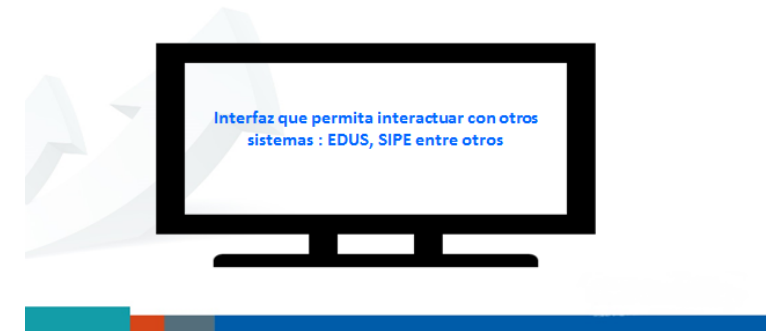 Interfaz que permita interactuar con otros
sistemas : EDUS, SIPE entre otros